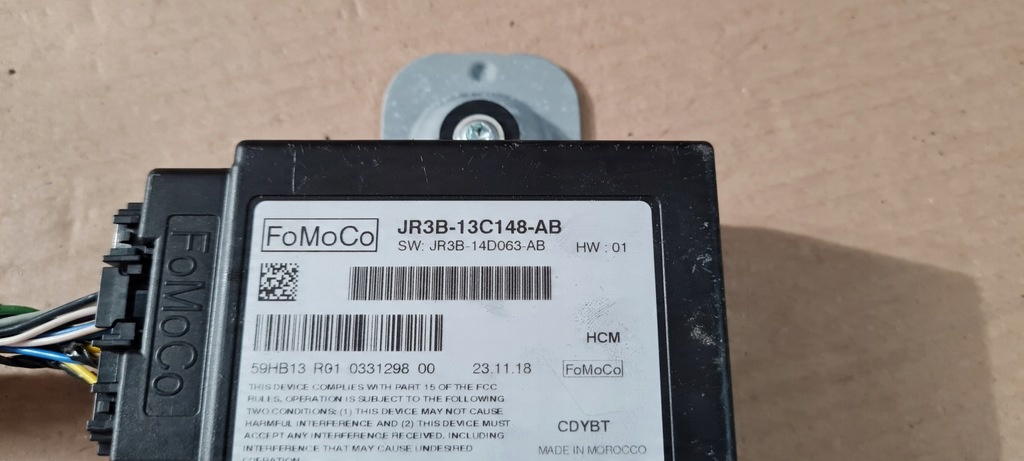 FoMoCo
JR3B-13C148-AB
SW: JR3B-14D063-AB
HW : 01
HCM
59HB13 R01 0331298 00
23.11.18
FoMoCo
THIS DEVICE COMPLIES WITH PART 15 OF THE FCC
RULES, OPERATION IS SUBJECT TO THE FOLLOWING
TWO CONDITIONS: (1) THIS DEVICE MAY NOT CAUSE
HARMFUL INTERFERENCE AND (2) THIS DEVICE MUST
ACCEPT ANY INTERFERENCE RECEIVED, INCLUDING
INTERFERENCE THAT MAY CAUSE UNDESIRED
OPERATION
CDYBT
MADE IN MOROCCO
FoMoCo